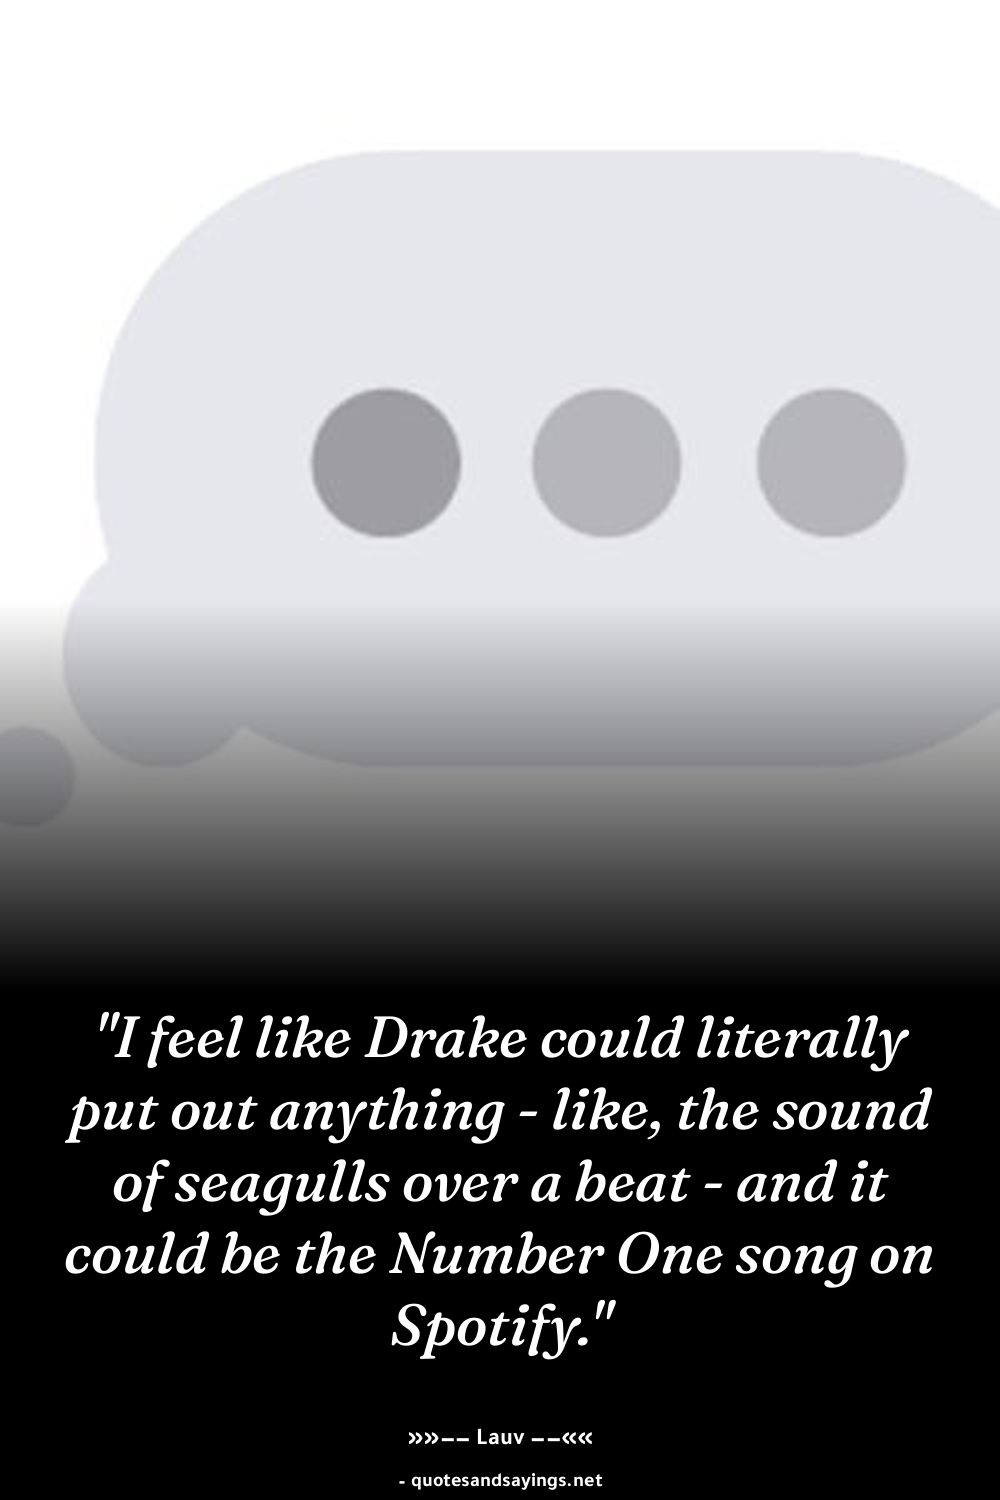 "I feel like Drake could literally
put out anything - like, the sound
of seagulls over a beat - and it
could be the Number One song on
Spotify."
»»–– Lauv ––««
- quotesandsayings.net